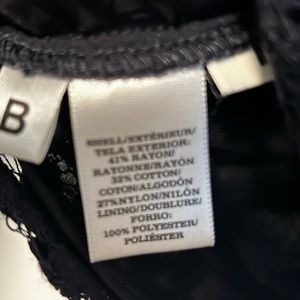 B
SHELL/EXTÉRIEUR/
TELA EXTERIOR:
41% RAYON/
RAYONNE/RAYÓN
32% COTTON/
COTON/ALGODÓN
27% NYLON/NILÓN
LINING/DOUBLURE/
FORRO:
100% POLYESTER/
POLIÉSTER